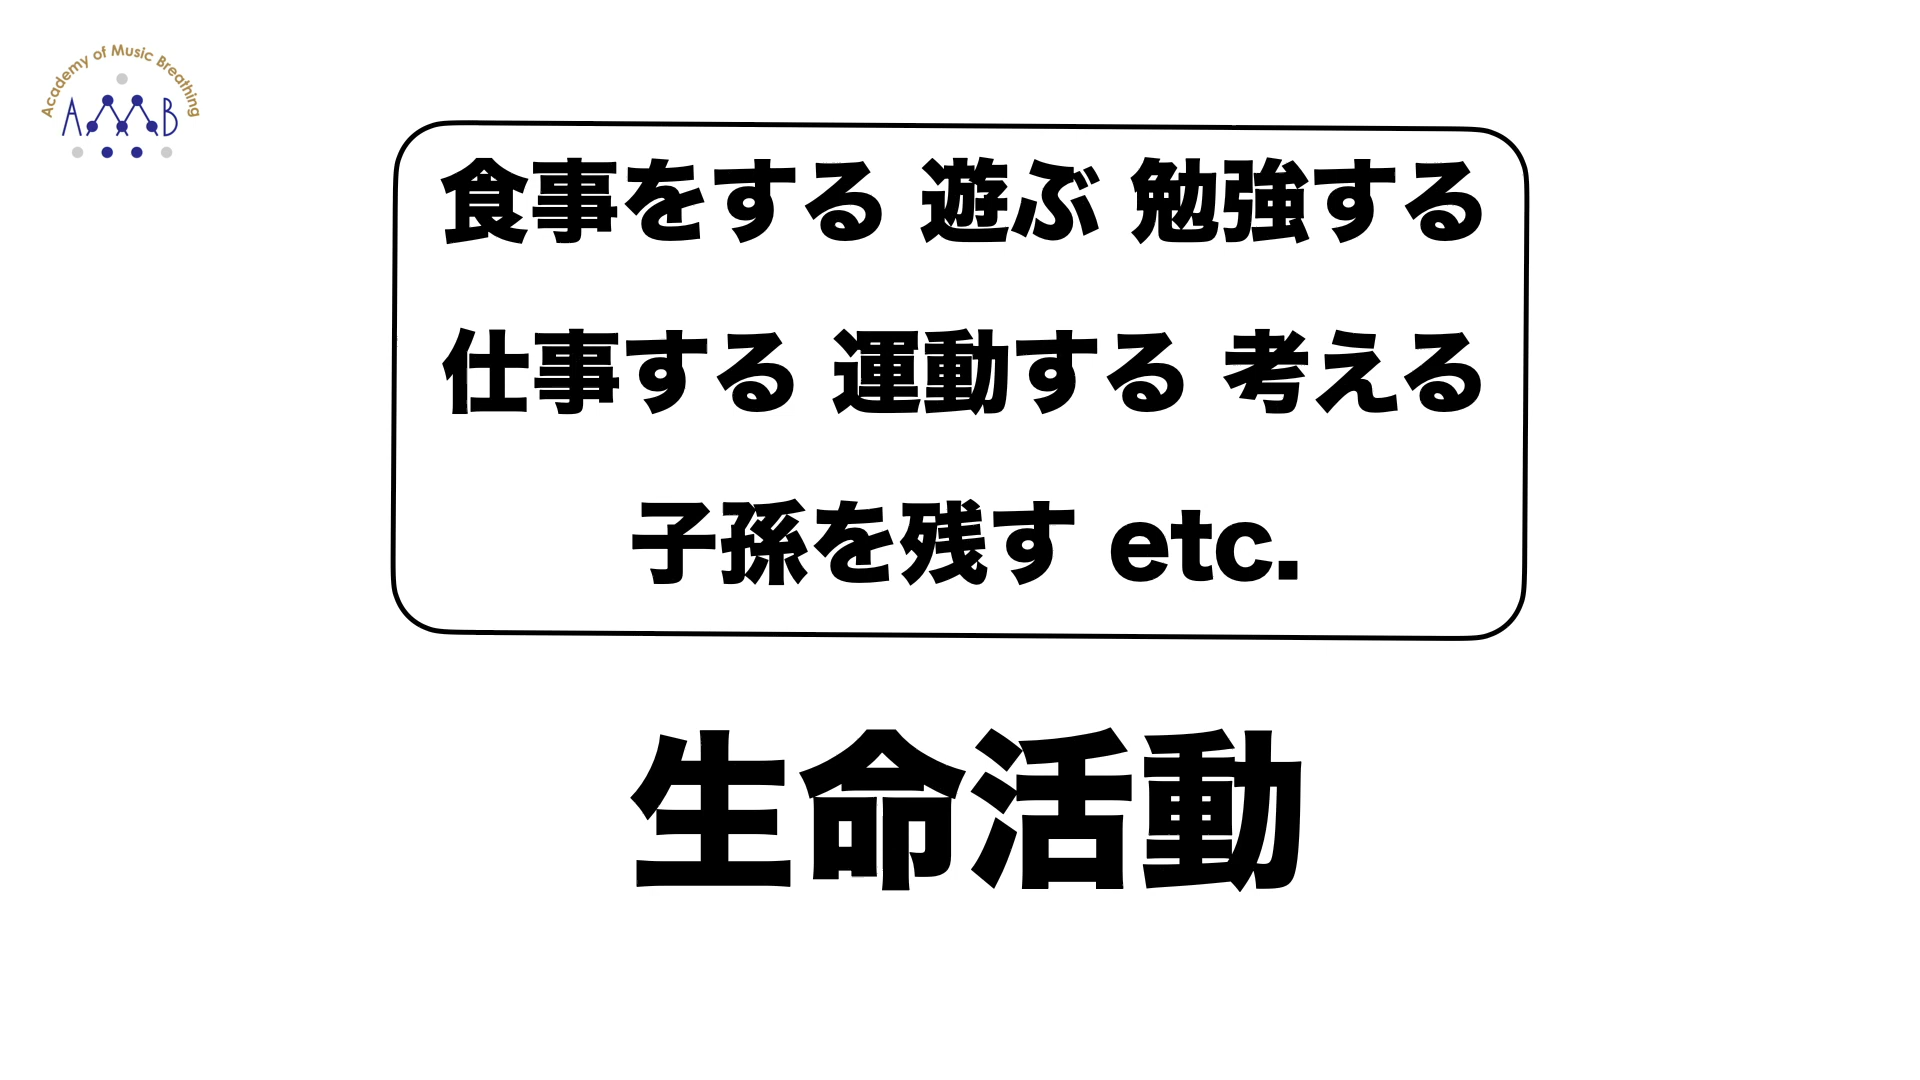 Academy of Music Breathing
AMB
食事をする 遊ぶ 勉強する
仕事する 運動する 考える
子孫を残す etc.
生命活動